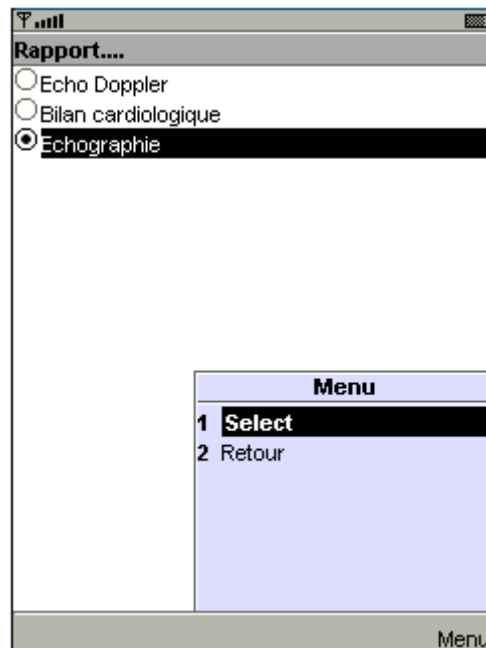 Rapport....
Echo Doppler
Bilan cardiologique
Echographie
Menu
1 Select
2 Retour
Menu